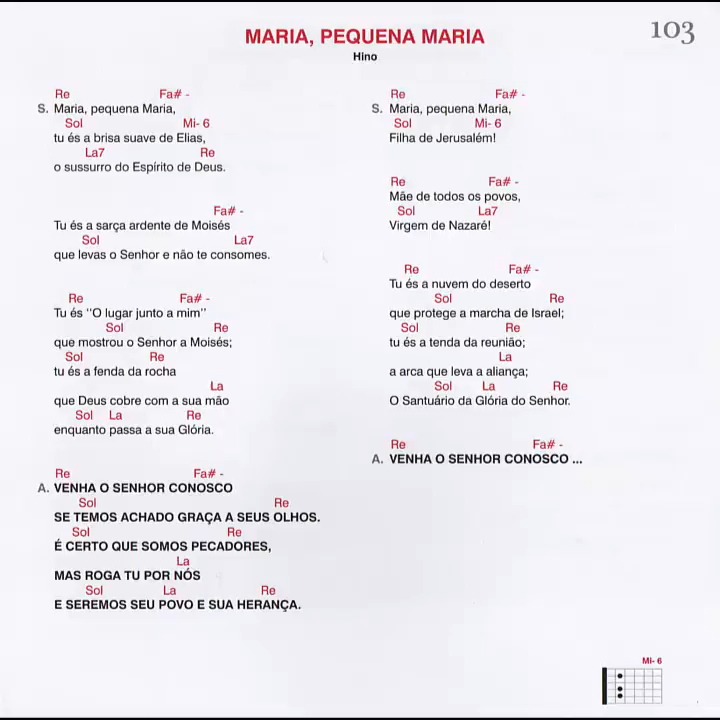 103
MARIA, PEQUENA MARIA
Hino
Re Fa# -
S. Maria, pequena Maria,
Sol Mi- 6
tu és a brisa suave de Elias,
La7 Re
o sussurro do Espírito de Deus.
Fa# -
Tu és a sarça ardente de Moisés
Sol La7
que levas o Senhor e não te consomes.
Re Fa# -
Tu és "O lugar junto a mim"
Sol Re
que mostrou o Senhor a Moisés;
Sol Re
tu és a fenda da rocha
La
que Deus cobre com a sua mão
Sol La Re
enquanto passa a sua Glória.
Re Fa# -
A. VENHA O SENHOR CONOSCO
Sol Re
SE TEMOS ACHADO GRAÇA A SEUS OLHOS.
Sol Re
É CERTO QUE SOMOS PECADORES,
La
MAS ROGA TU POR NÓS
Sol La Re
E SEREMOS SEU POVO E SUA HERANÇA.
Re Fa# -
S. Maria, pequena Maria,
Sol Mi- 6
Filha de Jerusalém!
Re Fa# -
Mãe de todos os povos,
Sol La7
Virgem de Nazaré!
Re Fa# -
Tu és a nuvem do deserto
Sol Re
que protege a marcha de Israel;
Sol Re
tu és a tenda da reunião;
La
a arca que leva a aliança;
Sol La Re
O Santuário da Glória do Senhor.
Re Fa# -
A. VENHA O SENHOR CONOSCO ...
Mi- 6